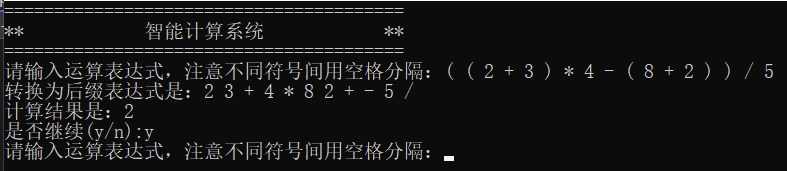 ========================================
**            智能计算系统            **
========================================
请输入运算表达式，注意不同符号间用空格分隔：( ( 2 + 3 ) * 4 - ( 8 + 2 ) ) / 5
转换为后缀表达式是：2 3 + 4 * 8 2 + - 5 /
计算结果是：2
是否继续(y/n):y
请输入运算表达式，注意不同符号间用空格分隔：